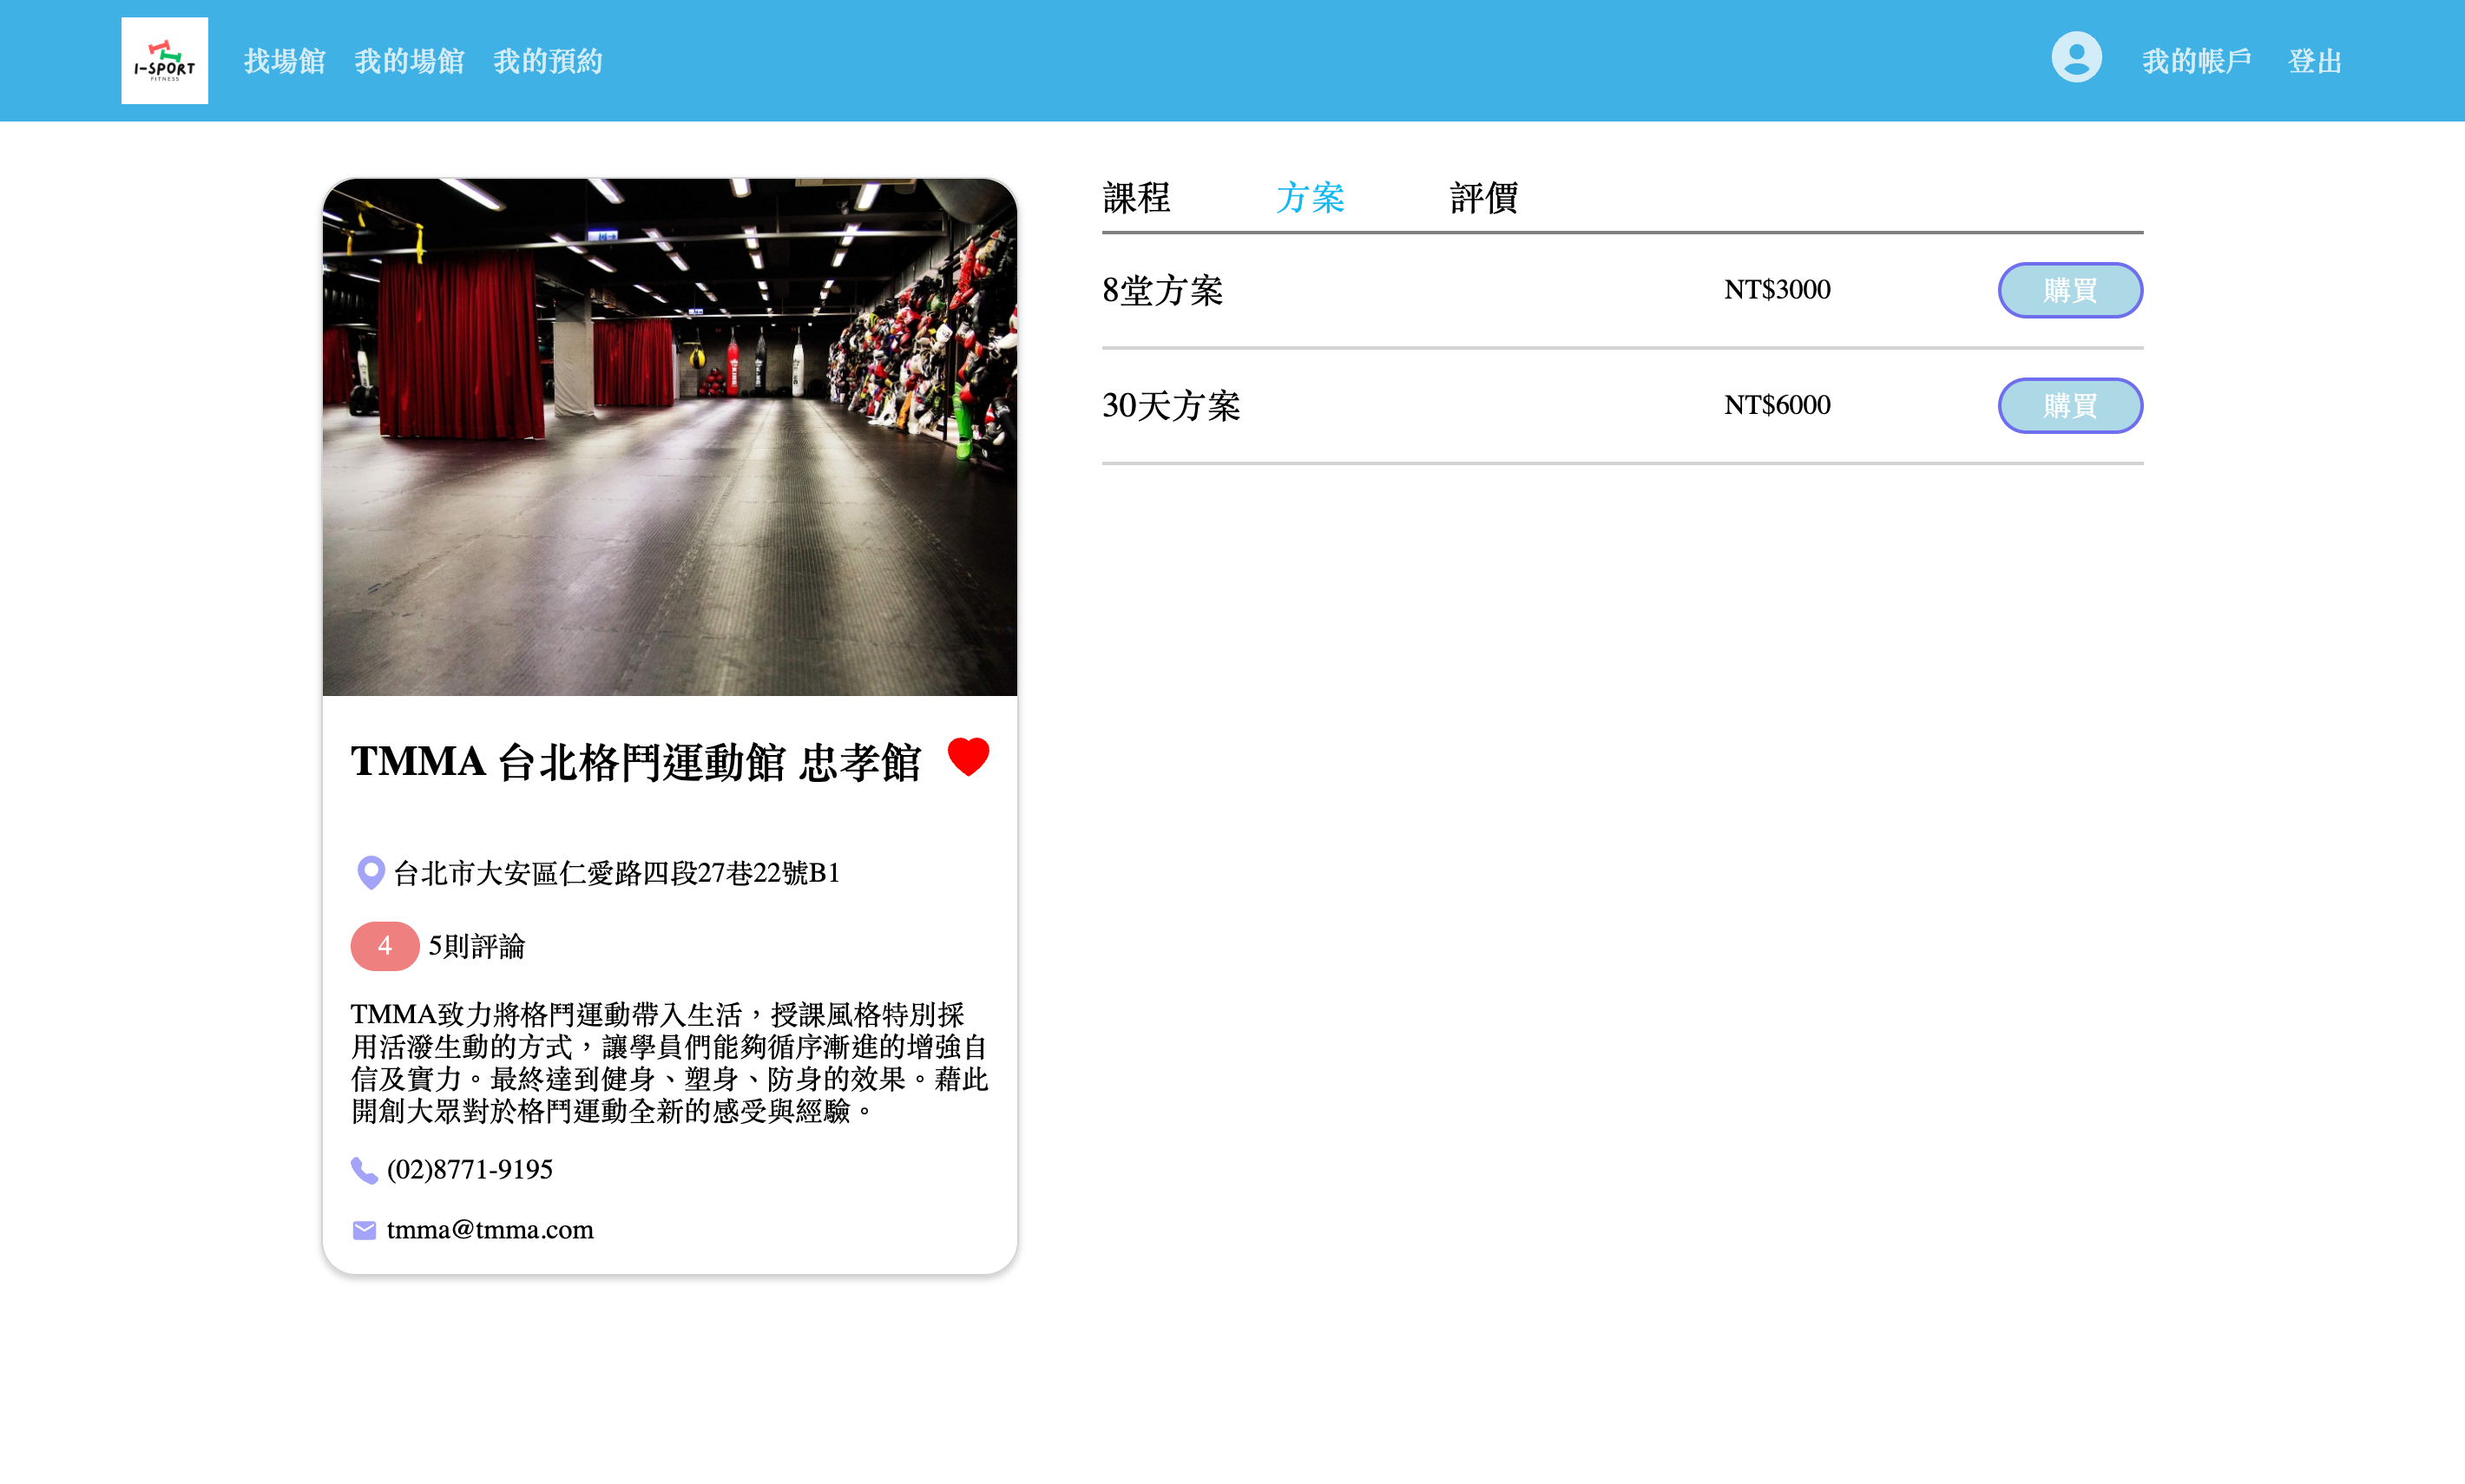 I-SPORT
FITNESS
找場館 我的場館 我的預約
我的帳戶 登出
課程 方案 評價
8堂方案 NT$3000 購買
30天方案 NT$6000 購買
TMMA 台北格鬥運動館 忠孝館
台北市大安區仁愛路四段27巷22號B1
4 5則評論
TMMA致力將格鬥運動帶入生活，授課風格特別採
用活潑生動的方式，讓學員們能夠循序漸進的增強自
信及實力。最終達到健身、塑身、防身的效果。藉此
開創大眾對於格鬥運動全新的感受與經驗。
(02)8771-9195
tmma@tmma.com